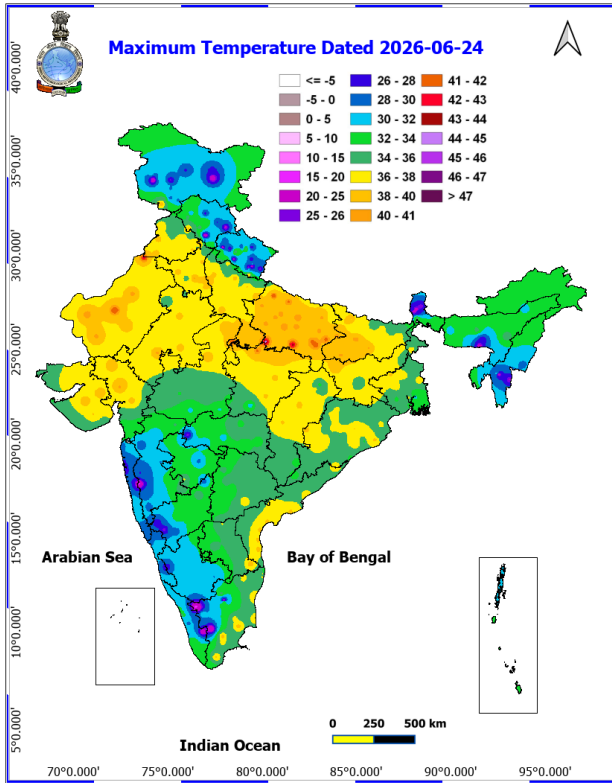 Maximum Temperature Dated 2026-06-24
<= -5
-5 - 0
0 - 5
5 - 10
10 - 15
15 - 20
20 - 25
25 - 26
26 - 28
28 - 30
30 - 32
32 - 34
34 - 36
36 - 38
38 - 40
40 - 41
41 - 42
42 - 43
43 - 44
44 - 45
45 - 46
46 - 47
> 47
40°0.000'
35°0.000'
30°0.000'
25°0.000'
20°0.000'
15°0.000'
10°0.000'
5°0.000'
Arabian Sea
Bay of Bengal
Indian Ocean
0 250 500 km
70°0.000' 75°0.000' 80°0.000' 85°0.000' 90°0.000' 95°0.000'